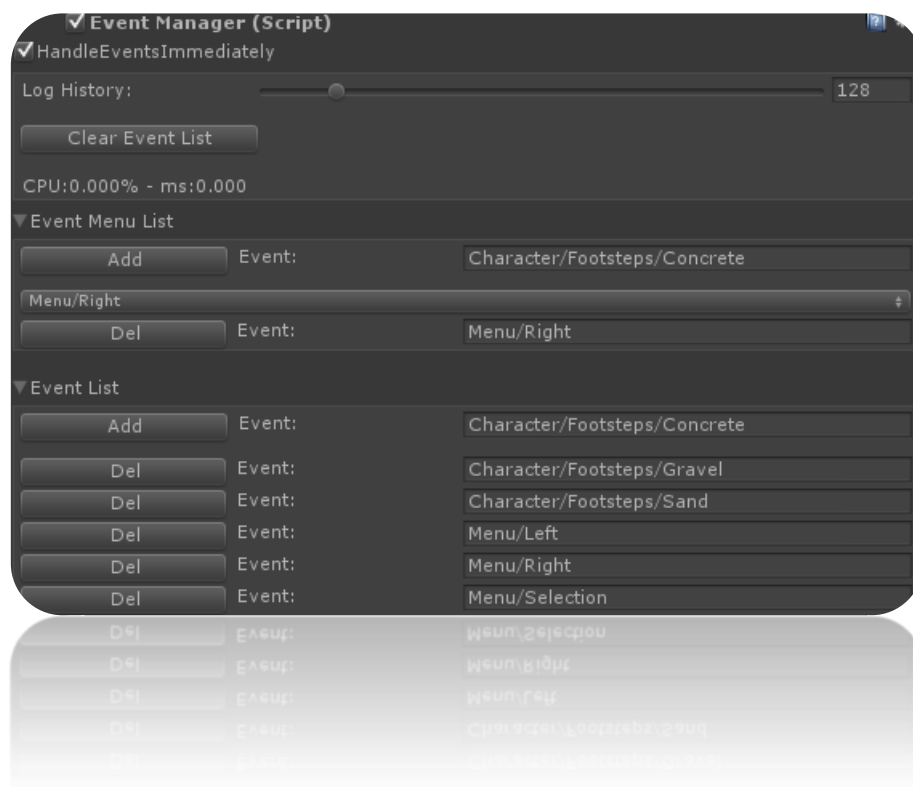 Event Manager (Script)
HandleEventsImmediately
Log History: 128
Clear Event List
CPU:0.000% - ms:0.000
Event Menu List
Add Event: Character/Footsteps/Concrete
Menu/Right
Del Event: Menu/Right
Event List
Add Event: Character/Footsteps/Concrete
Del Event: Character/Footsteps/Gravel
Del Event: Character/Footsteps/Sand
Del Event: Menu/Left
Del Event: Menu/Right
Del Event: Menu/Selection